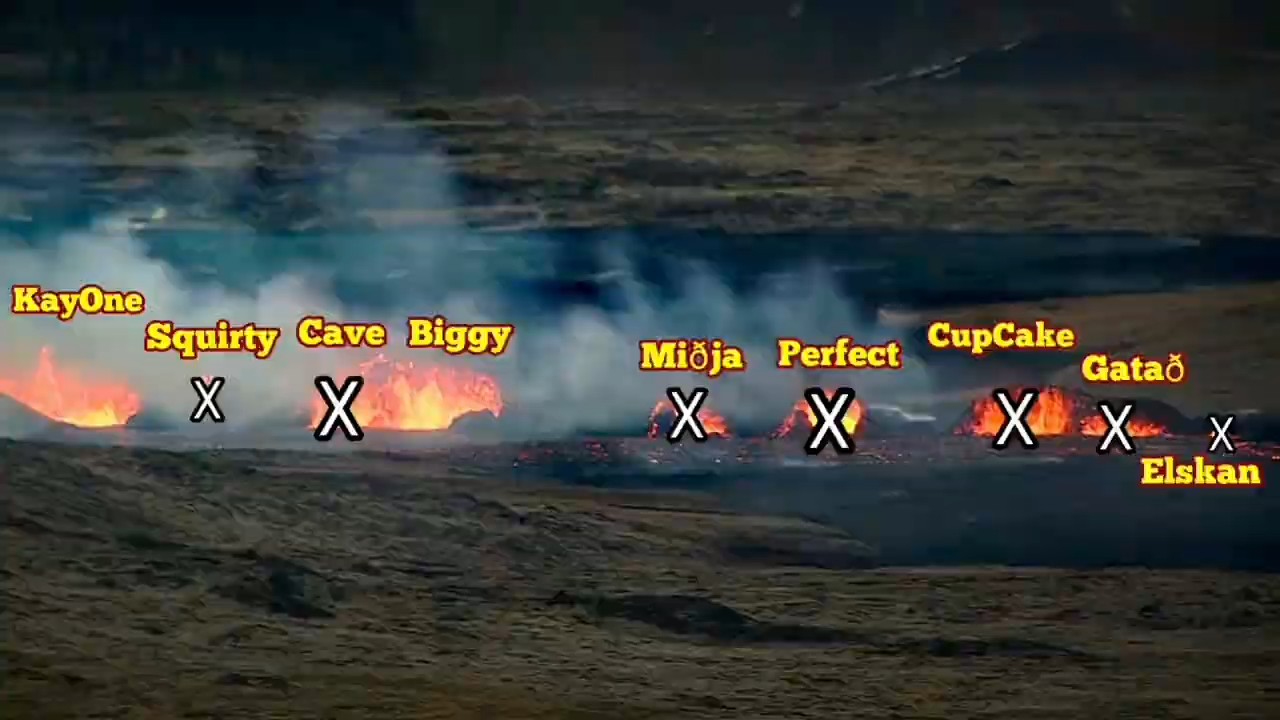 KayOne
Squirty
Cave
Biggy
Miðja
Perfect
CupCake
Gatað
Elskan
X
X
X
X
X
X
X